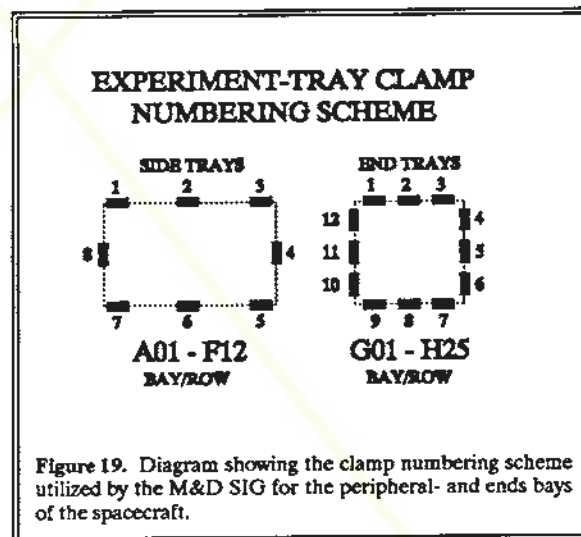 EXPERIMENT-TRAY CLAMP
NUMBERING SCHEME
SIDE TRAYS
1 2 3
8 4
7 6 5
A01 - F12
BAY/ROW
END TRAYS
1 2 3
12 4
11 5
10 6
9 8 7
G01 - H25
BAY/ROW
Figure 19. Diagram showing the clamp numbering scheme
utilized by the M&D SIG for the peripheral- and ends bays
of the spacecraft.